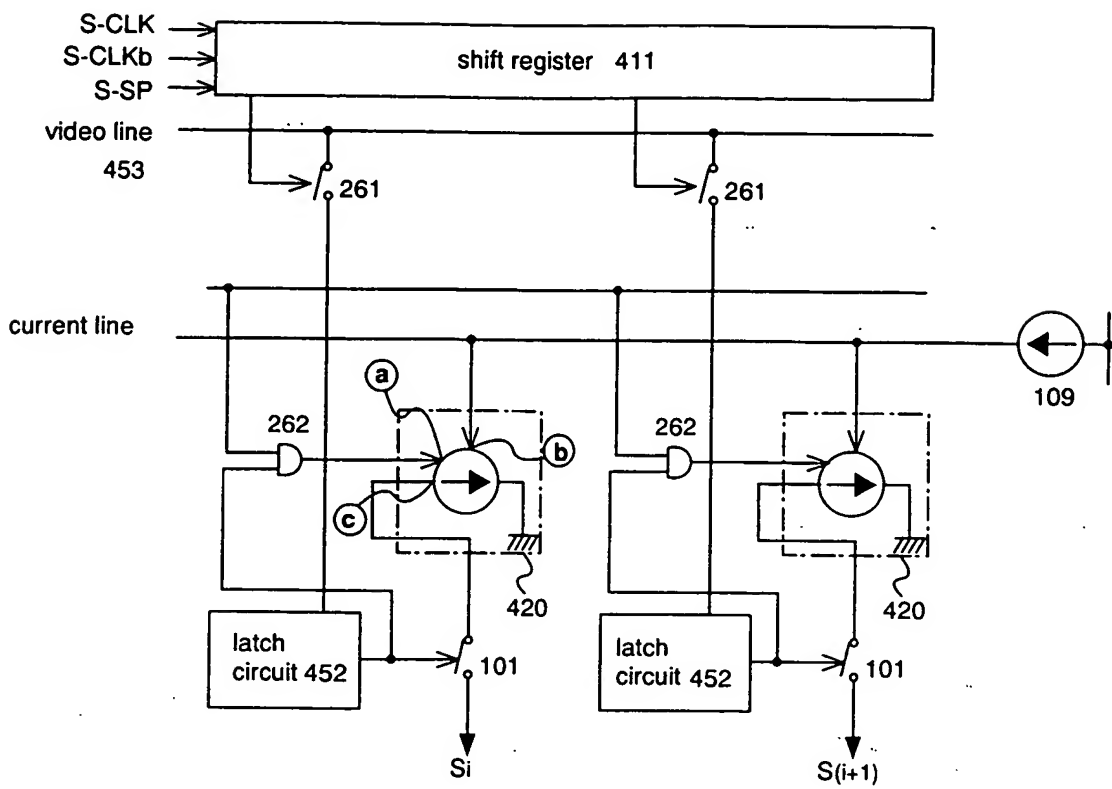 S-CLK
S-CLKb
S-SP
shift register 411
video line
453
261
261
current line
109
262
a
b
262
c
420
420
latch
circuit 452
101
latch
circuit 452
101
Si
S(i+1)